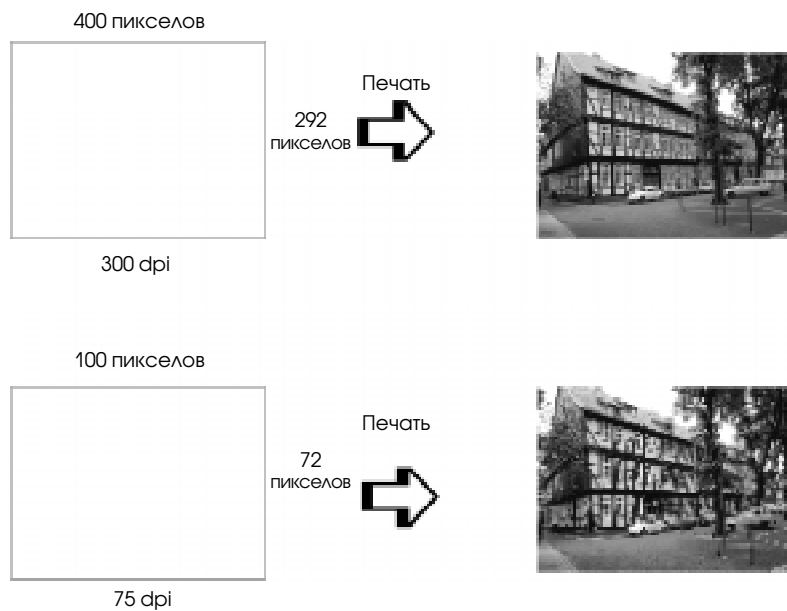 400 пикселов
Печать
292
пикселов
300 dpi
100 пикселов
Печать
72
пикселов
75 dpi